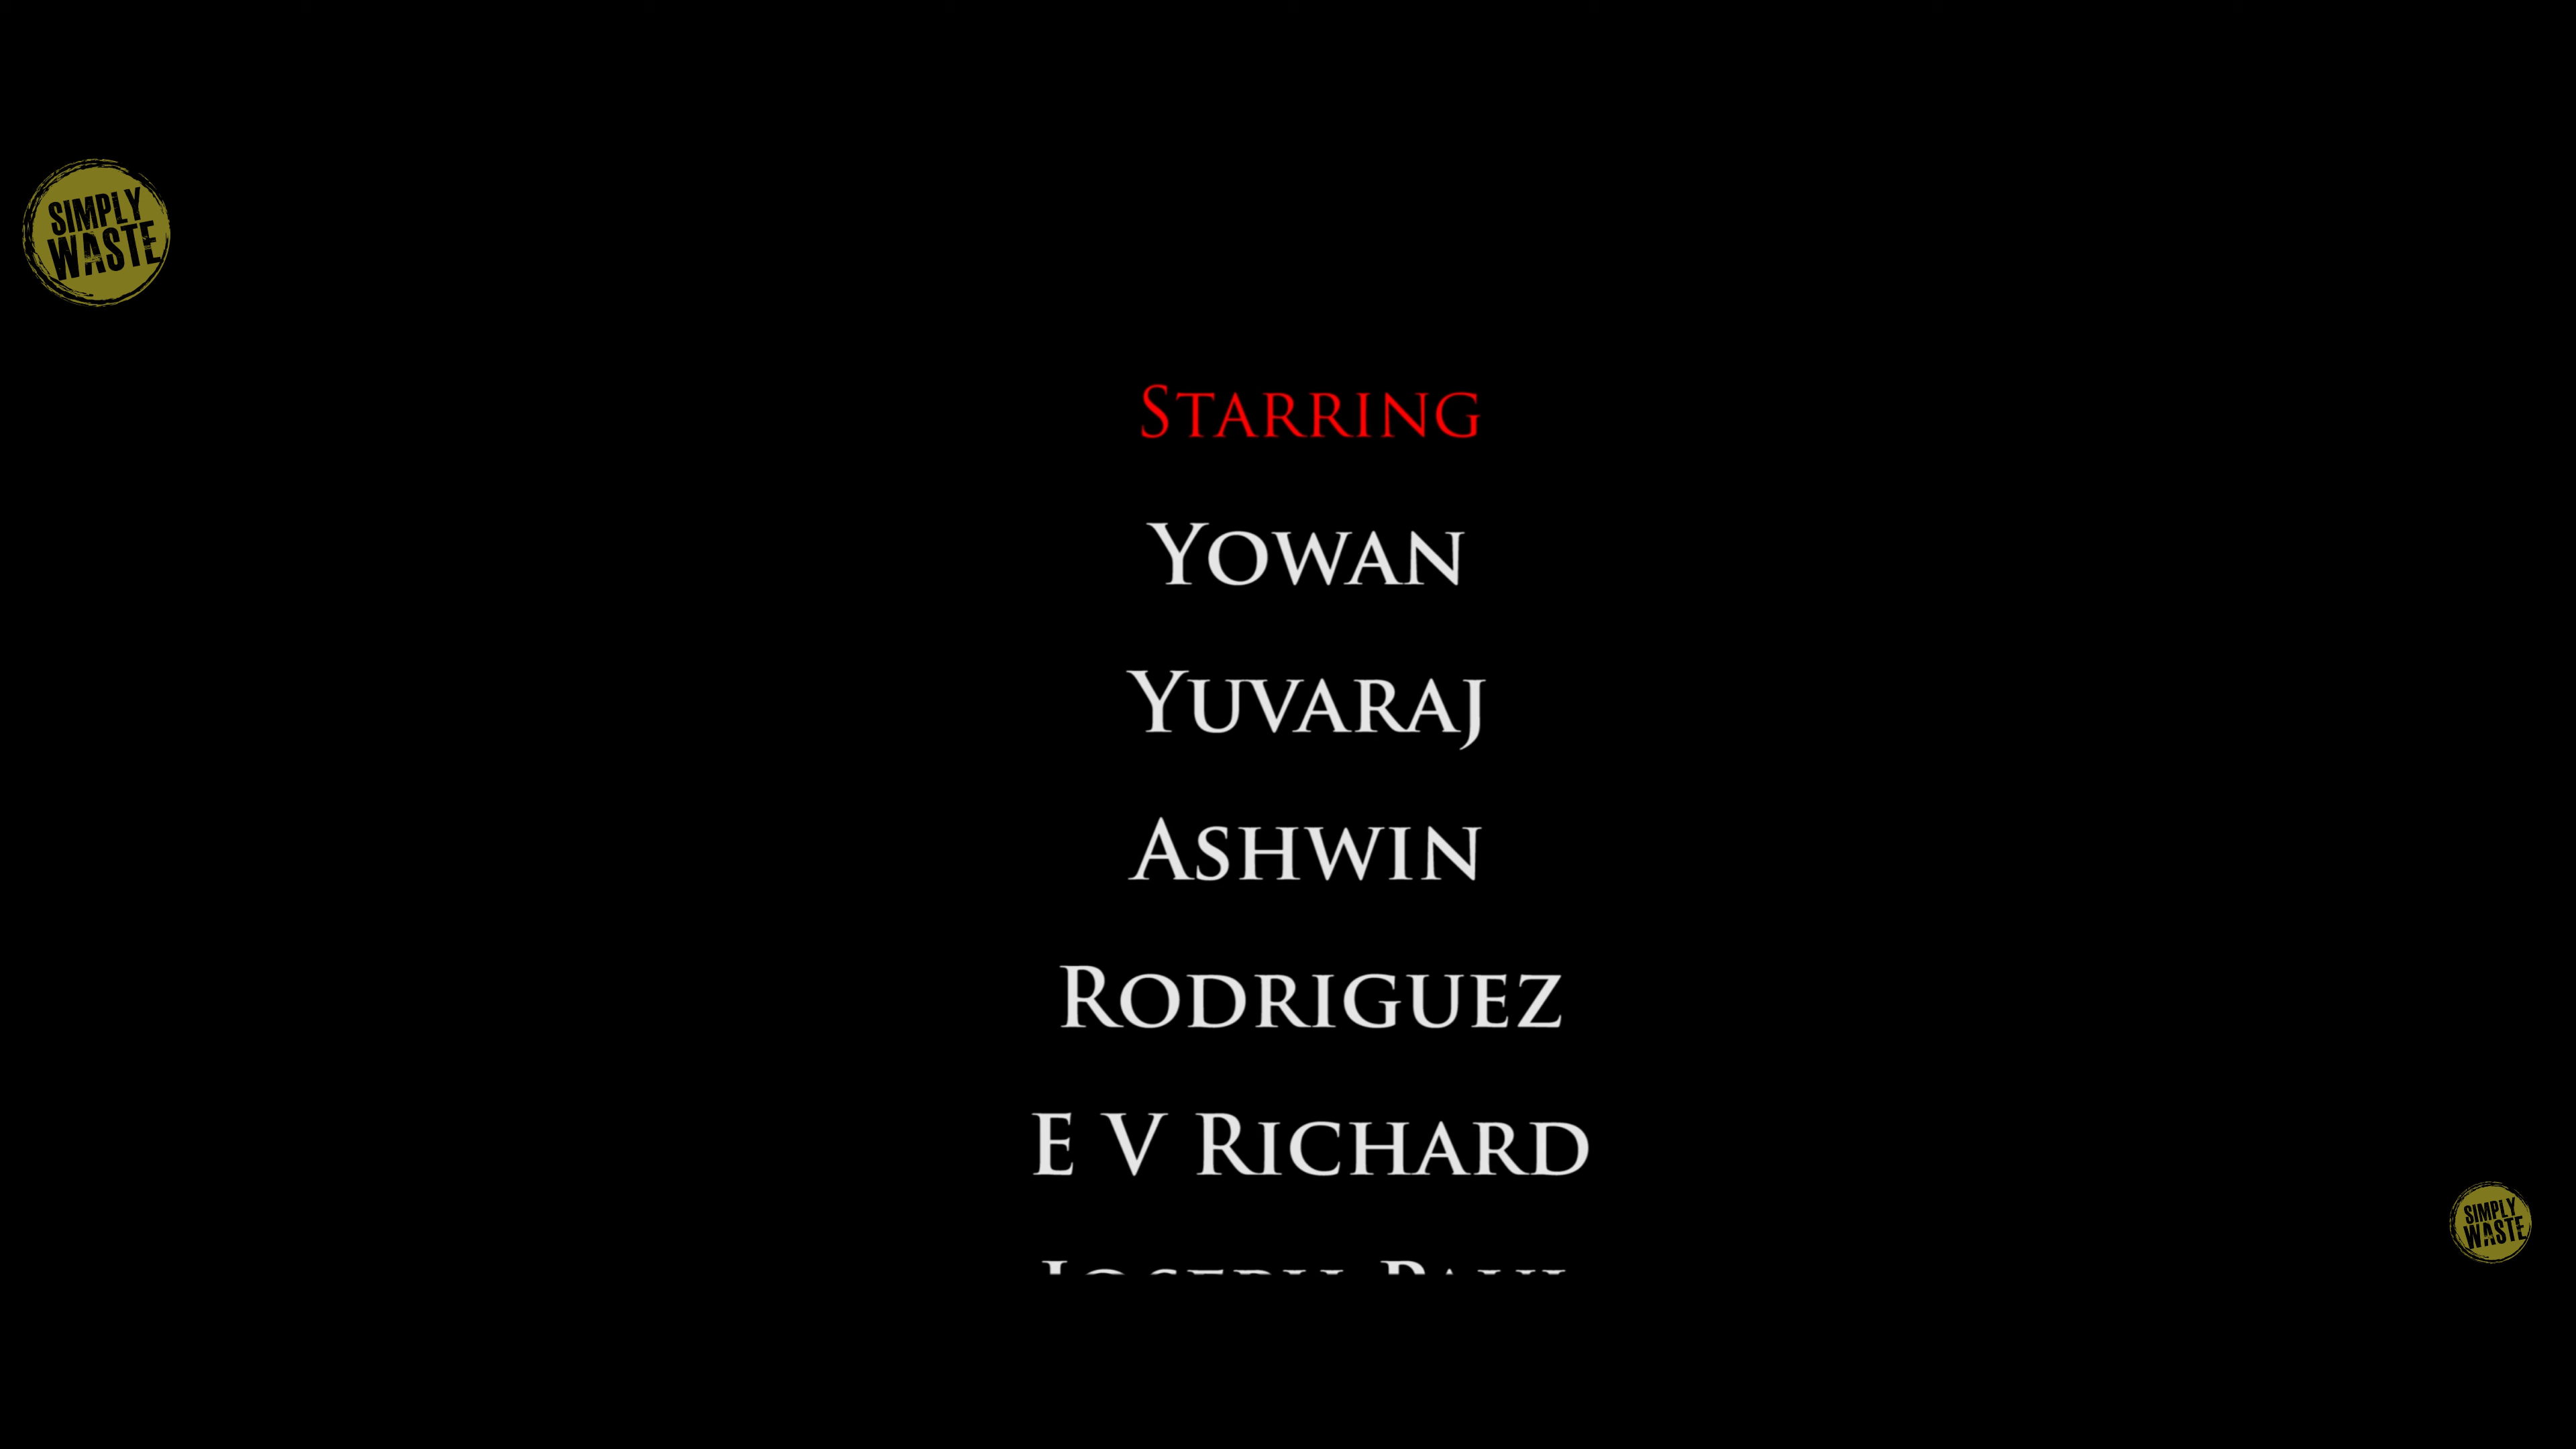 SIMPLY
WASTE
STARRING
YOWAN
YUVARAJ
ASHWIN
RODRIGUEZ
E V RICHARD
SIMPLY
WASTE